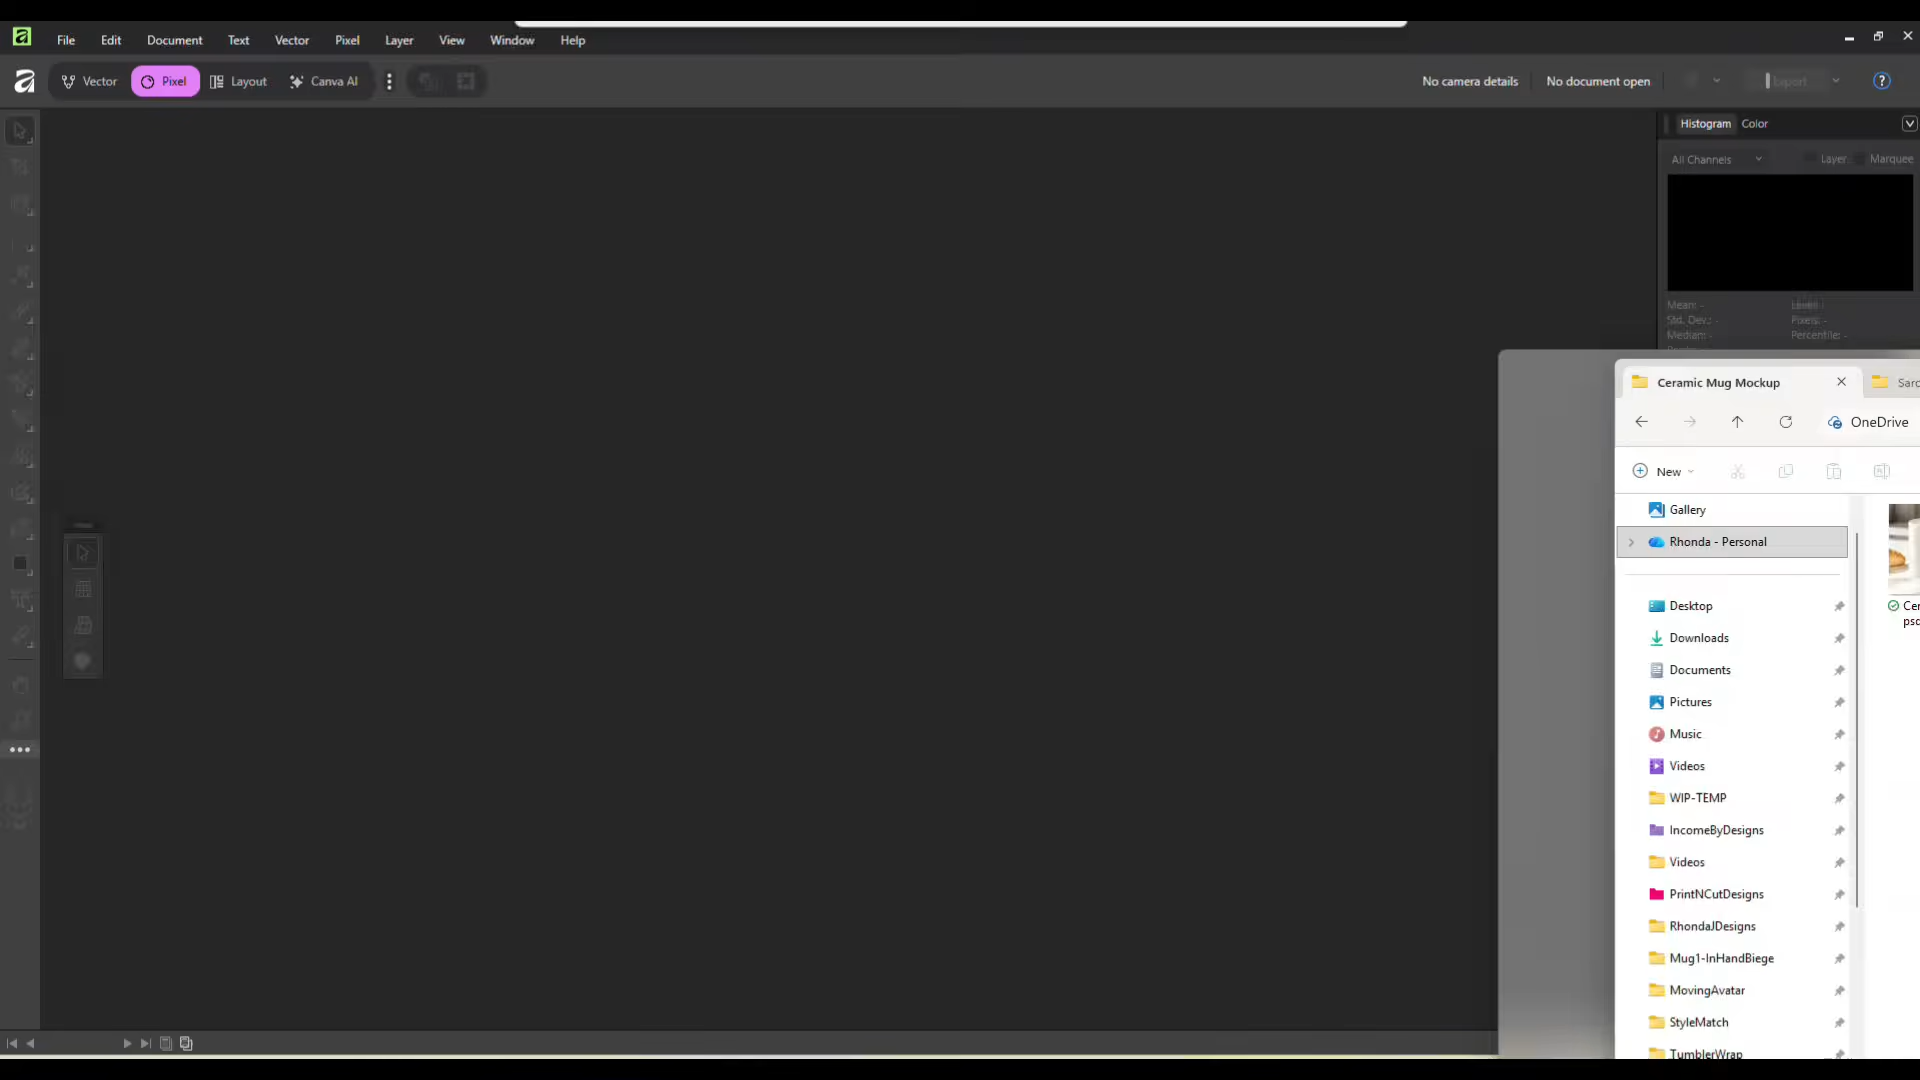 File Edit Document Text Vector Pixel Layer View Window Help
Vector Pixel Layout Canva AI No camera details No document open Export
Histogram Color
All Channels Layer Marquee
Mean: -
Std. Dev.: - Pixels: -
Median: - Percentile: -
Ceramic Mug Mockup
OneDrive
New
Gallery
Rhonda - Personal
Desktop
Downloads
Documents
Pictures
Music
Videos
WIP-TEMP
IncomeByDesigns
Videos
PrintNCutDesigns
RhondaJDesigns
Mug1-InHandBiege
MovingAvatar
StyleMatch
TumblerWrap